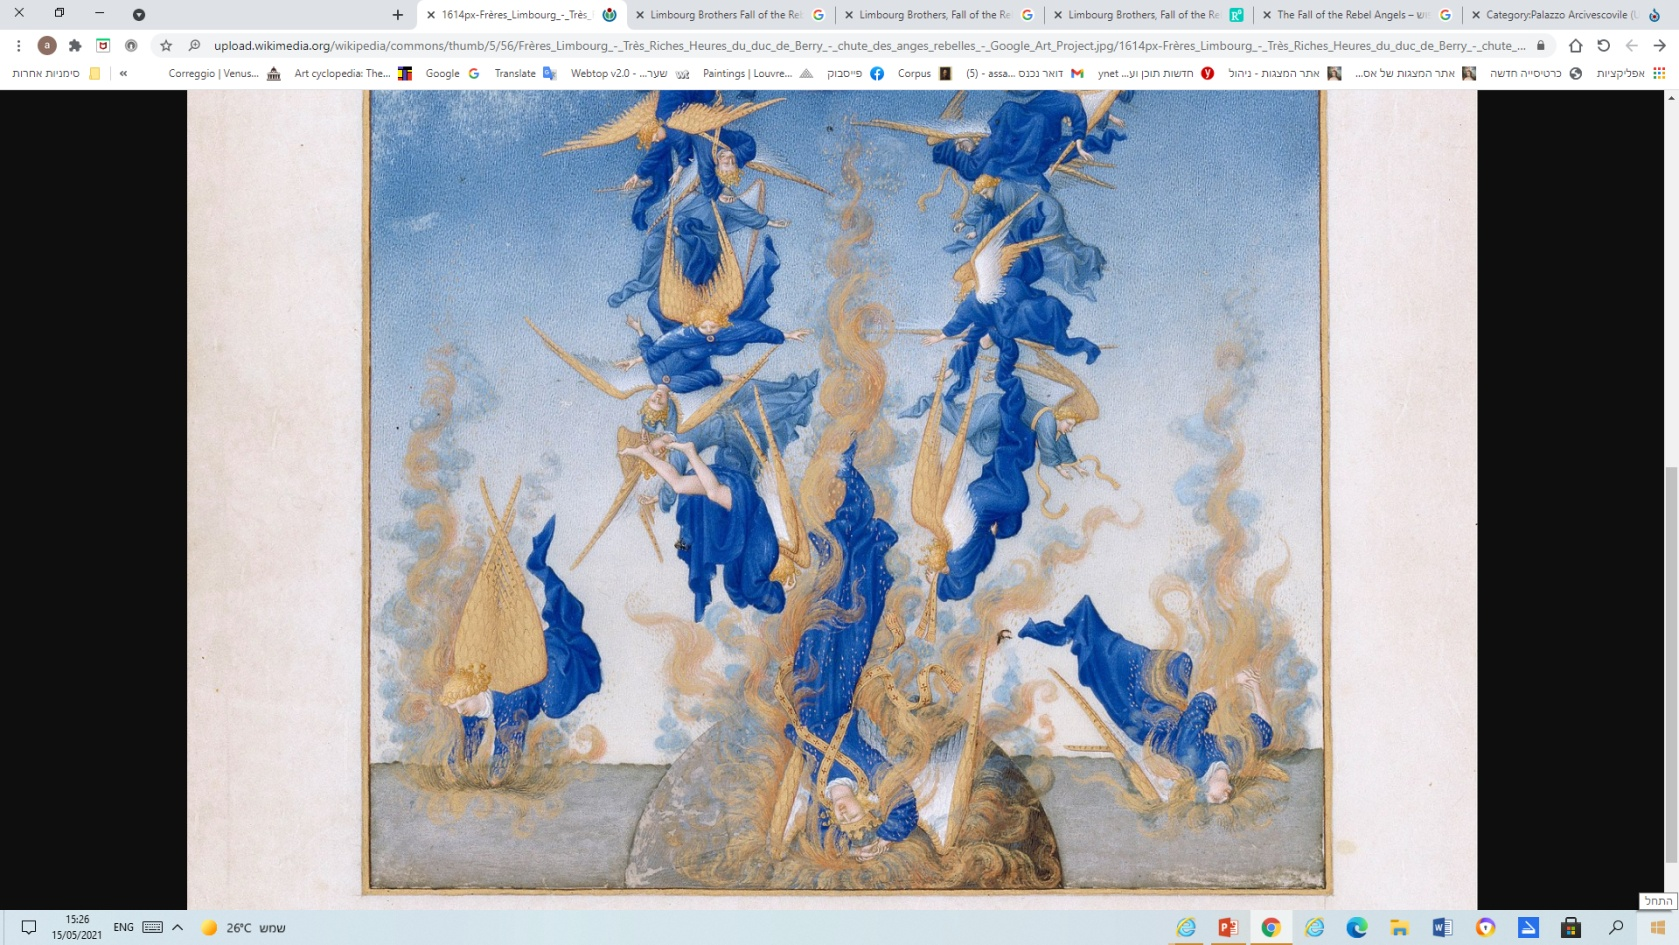 1614px-Frères_Limbourg_-_Très_
Limbourg Brothers Fall of the Re
Limbourg Brothers, Fall of the Re
Limbourg Brothers, Fall of the Re
The Fall of the Rebel Angels –
Category:Palazzo Arcivescovile (
upload.wikimedia.org/wikipedia/commons/thumb/5/56/Frères_Limbourg_-_Très_Riches_Heures_du_duc_de_Berry_-_chute_des_anges_rebelles_-_Google_Art_Project.jpg/1614px-Frères_Limbourg_-_Très_Riches_Heures_du_duc_de_Berry_-_chute_...
אפליקציות
כרטיסייה חדשה
אתר המצגות של אס...
אתר המצגות - ניהול
חדשות תוכן וע... ynet
דואר נכנס (5) - assa...
Corpus
פייסבוק
Paintings | Louvre...
Webtop v2.0 - שער...
Translate
Google
Art cyclopedia: The...
Correggio | Venus...
«
סימניות אחרות
התחל
15:26
15/05/2021
ENG
26°C שמש